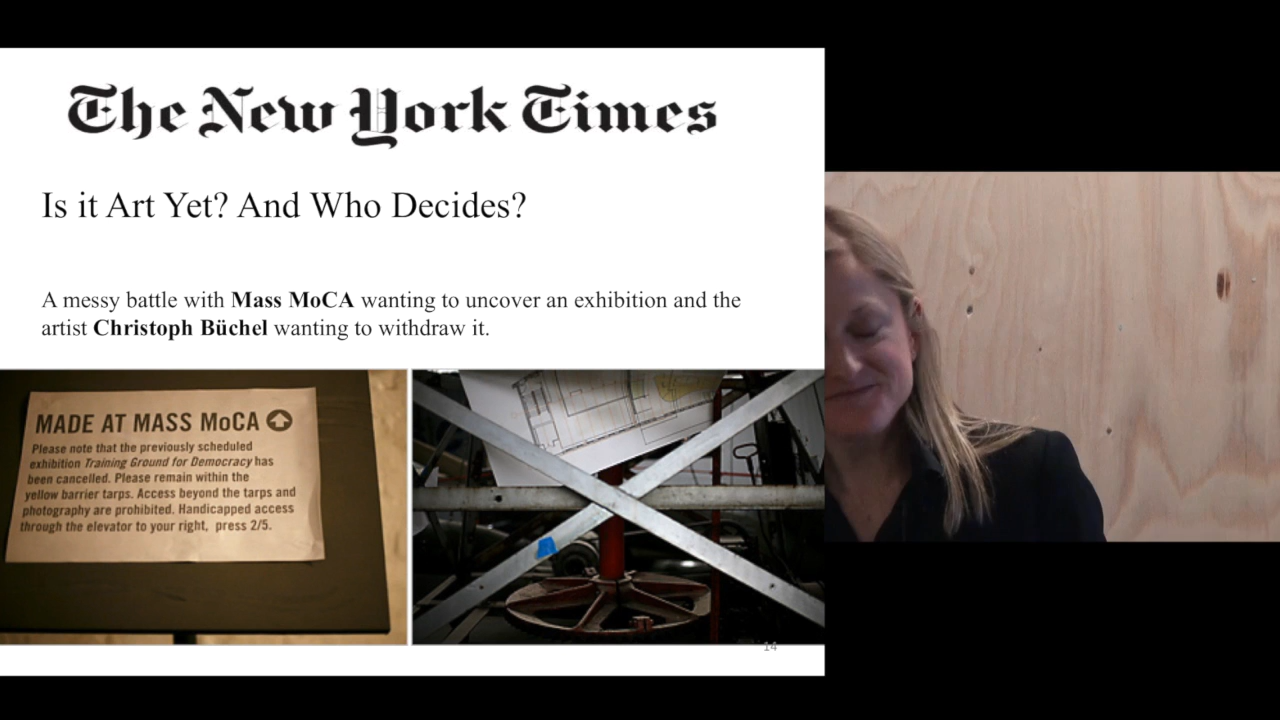 The New York Times
Is it Art Yet? And Who Decides?
A messy battle with Mass MoCA wanting to uncover an exhibition and the
artist Christoph Büchel wanting to withdraw it.
MADE AT MASS MoCA
Please note that the previously scheduled
exhibition Training Ground for Democracy has
been cancelled. Please remain within the
yellow barrier tarps. Access beyond the tarps and
photography are prohibited. Handicapped access
through the elevator to your right, press 2/5.
14